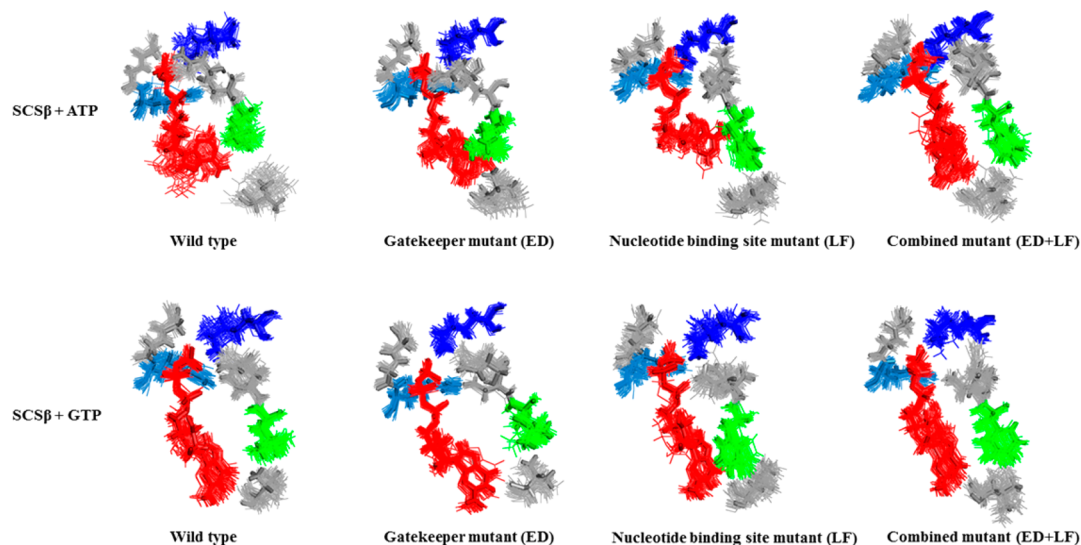 SCSβ + ATP
Wild type
Gatekeeper mutant (ED)
Nucleotide binding site mutant (LF)
Combined mutant (ED+LF)
SCSβ + GTP
Wild type
Gatekeeper mutant (ED)
Nucleotide binding site mutant (LF)
Combined mutant (ED+LF)